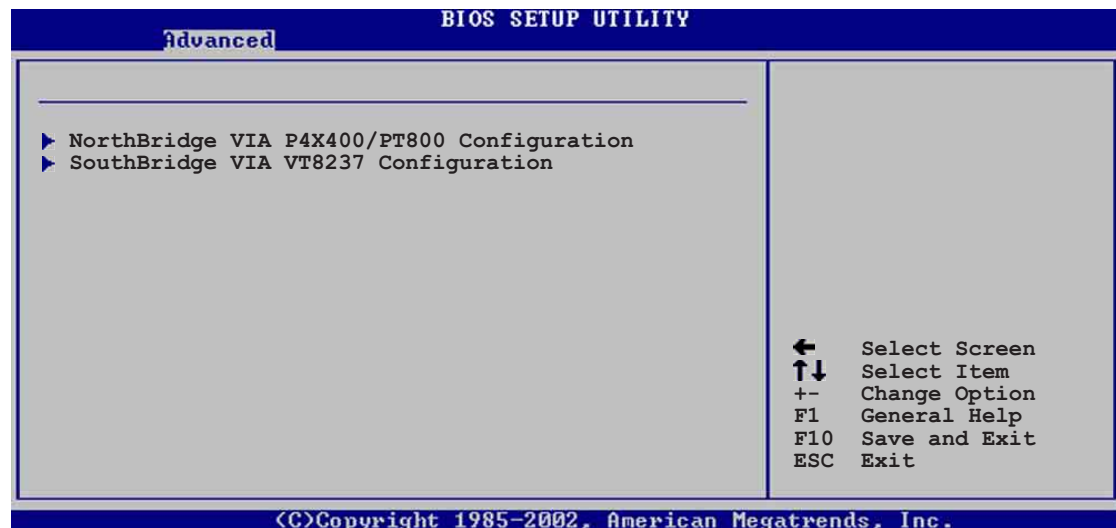 BIOS SETUP UTILITY
Advanced
NorthBridge VIA P4X400/PT800 Configuration
SouthBridge VIA VT8237 Configuration
← Select Screen
↑↓ Select Item
+- Change Option
F1 General Help
F10 Save and Exit
ESC Exit
(C)Copyright 1985-2002, American Megatrends, Inc.